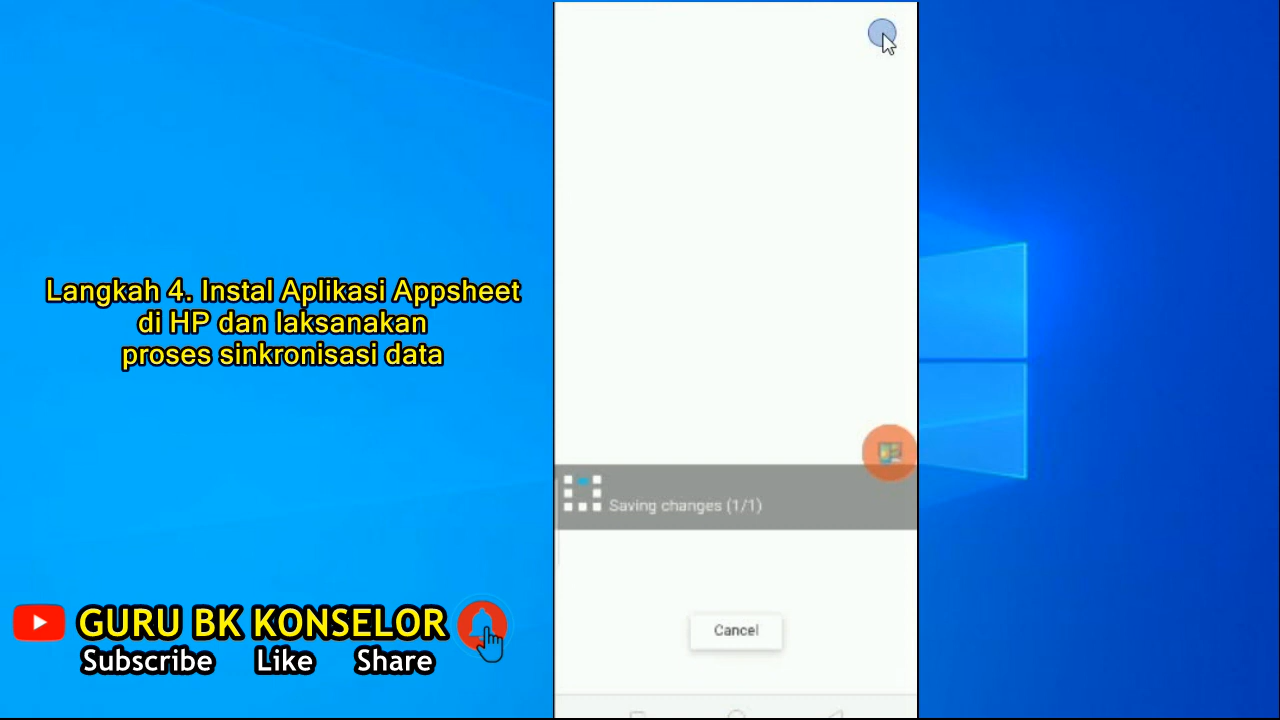 Langkah 4. Instal Aplikasi Appsheet
di HP dan laksanakan
proses sinkronisasi data
Saving changes (1/1)
Cancel
GURU BK KONSELOR
Subscribe Like Share